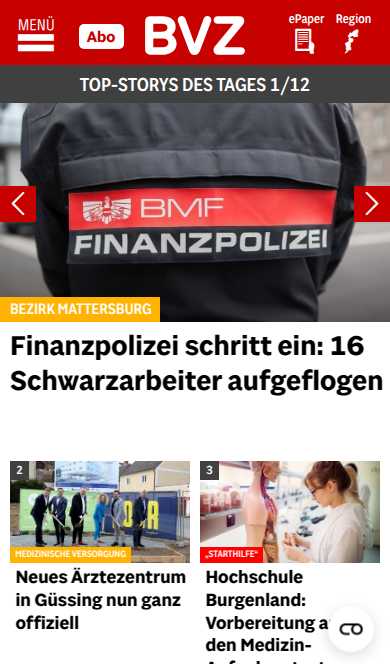 MENÜ
Abo
BVZ
ePaper
Region
TOP-STORYS DES TAGES 1/12
BMF
FINANZPOLIZEI
BEZIRK MATTERSBURG
Finanzpolizei schritt ein: 16
Schwarzarbeiter aufgeflogen
2
MEDIZINISCHE VERSORGUNG
Neues Ärztezentrum
in Güssing nun ganz
offiziell
3
„STARTHILFE“
Hochschule
Burgenland:
Vorbereitung
den Medizin-